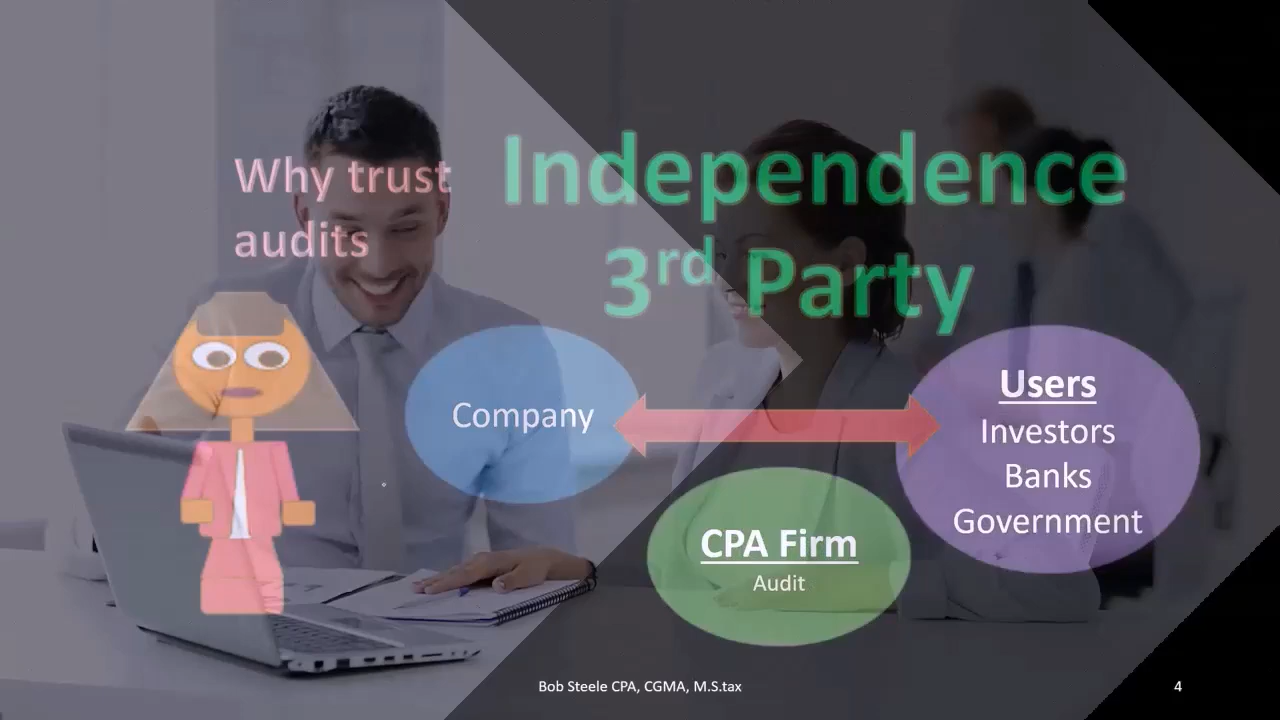 Why trust
audits
Independence
3rd Party
Company
Users
Investors
Banks
Government
CPA Firm
Audit
Bob Steele CPA, CGMA, M.S.tax
4